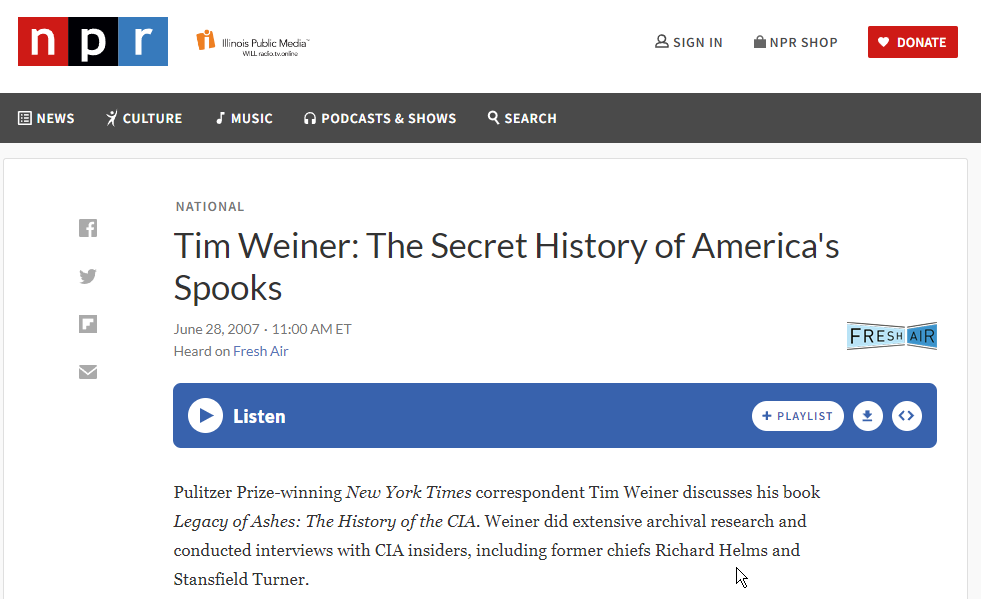 npr
Illinois Public Media™
WILL radio.tv.online
SIGN IN
NPR SHOP
DONATE
NEWS
CULTURE
MUSIC
PODCASTS & SHOWS
SEARCH
NATIONAL
Tim Weiner: The Secret History of America's
Spooks
June 28, 2007 · 11:00 AM ET
Heard on Fresh Air
FRESH AIR
Listen
+ PLAYLIST
Pulitzer Prize-winning New York Times correspondent Tim Weiner discusses his book
Legacy of Ashes: The History of the CIA. Weiner did extensive archival research and
conducted interviews with CIA insiders, including former chiefs Richard Helms and
Stansfield Turner.